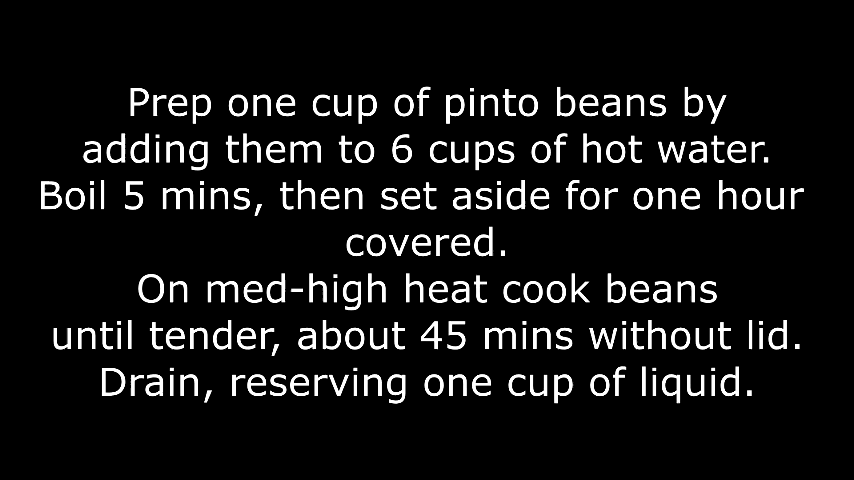 Prep one cup of pinto beans by
adding them to 6 cups of hot water.
Boil 5 mins, then set aside for one hour
covered.
On med-high heat cook beans
until tender, about 45 mins without lid.
Drain, reserving one cup of liquid.